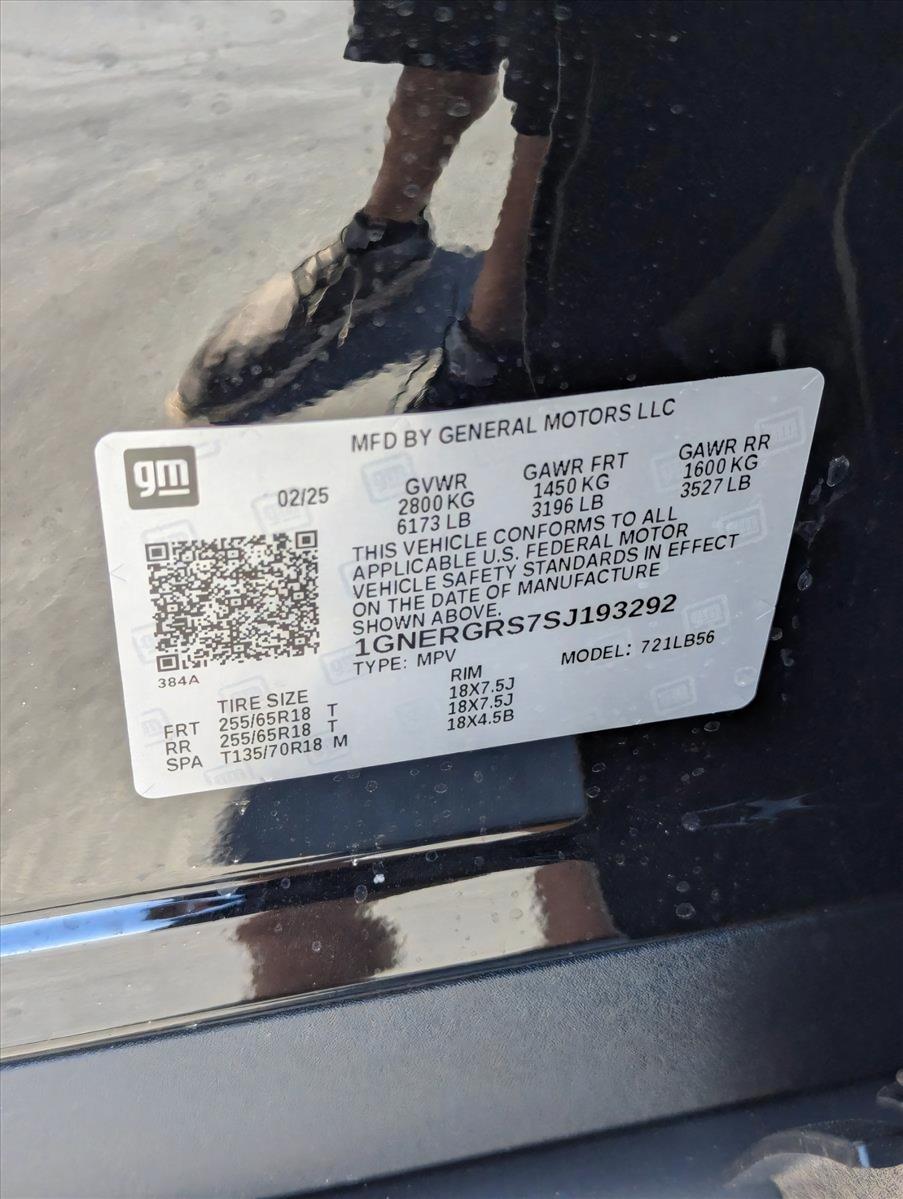 gm
MFD BY GENERAL MOTORS LLC
02/25
GVWR
2800 KG
6173 LB
GAWR FRT
1450 KG
3196 LB
GAWR RR
1600 KG
3527 LB
THIS VEHICLE CONFORMS TO ALL
APPLICABLE U.S. FEDERAL MOTOR
VEHICLE SAFETY STANDARDS IN EFFECT
ON THE DATE OF MANUFACTURE
SHOWN ABOVE.
1GNERGRS7SJ193292
TYPE: MPV MODEL: 721LB56
384A
TIRE SIZE RIM
FRT 255/65R18 T 18X7.5J
RR 255/65R18 T 18X7.5J
SPA T135/70R18 M 18X4.5B